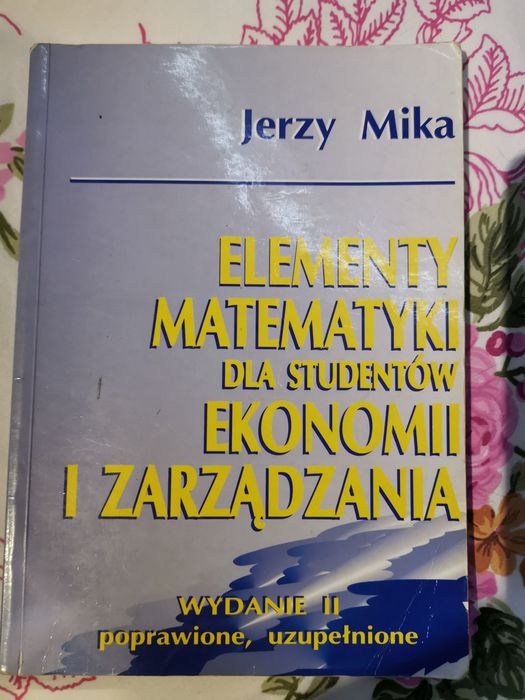 Jerzy Mika
ELEMENTY
MATEMATYKI
DLA STUDENTÓW
EKONOMII
I ZARZĄDZANIA
WYDANIE II
poprawione, uzupełnione